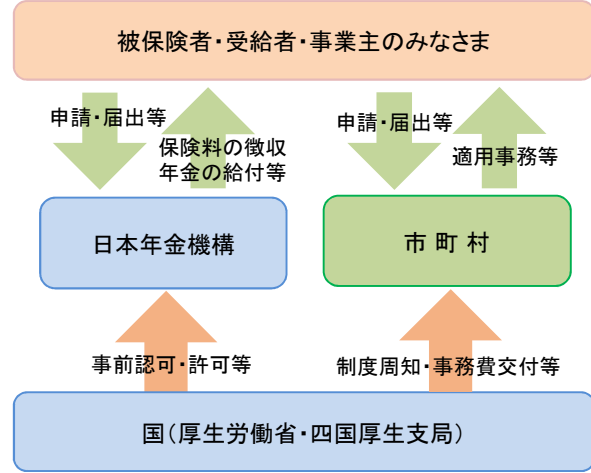 被保険者・受給者・事業主のみなさま
申請・届出等
保険料の徴収
年金の給付等
申請・届出等
適用事務等
日本年金機構
市町村
事前認可・許可等
制度周知・事務費交付等
国(厚生労働省・四国厚生支局)